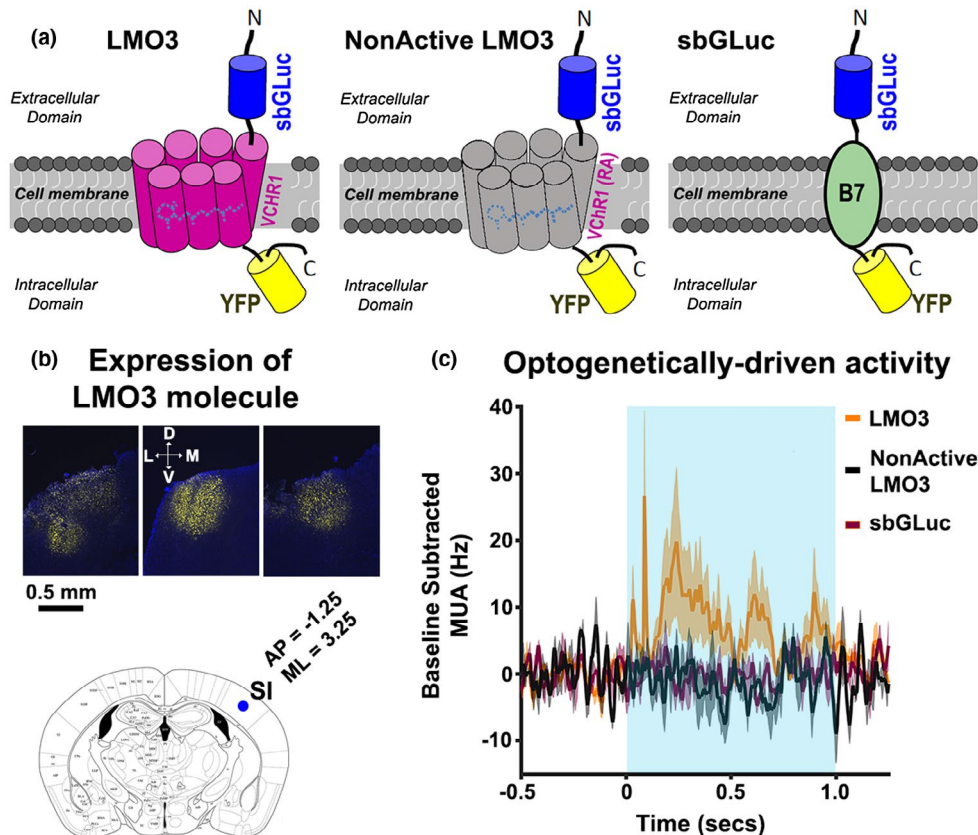 (a) LMO3
N
sbGLuc
Extracellular
Domain
Cell membrane
VCHR1
C
YFP
Intracellular
Domain
NonActive LMO3
N
sbGLuc
Extracellular
Domain
Cell membrane
VChR1 (RA)
C
YFP
Intracellular
Domain
sbGLuc
N
sbGLuc
Extracellular
Domain
Cell membrane
B7
C
YFP
Intracellular
Domain
(b) Expression of
LMO3 molecule
D
L M
V
0.5 mm
AP = -1.25
ML = 3.25
SI
(c) Optogenetically-driven activity
Baseline Subtracted
MUA (Hz)
40
30
20
10
0
-10
-0.5 0 0.5 1.0
Time (secs)
LMO3
NonActive
LMO3
sbGLuc